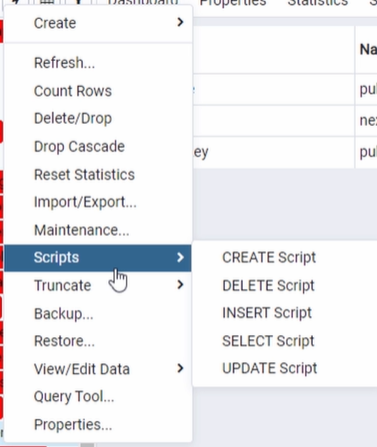 Dashboard Properties Statistics S
Create
Na
Refresh...
Count Rows
pul
Delete/Drop
nex
Drop Cascade
ey
pul
Reset Statistics
Import/Export...
Maintenance...
Scripts
CREATE Script
Truncate
DELETE Script
Backup...
INSERT Script
Restore...
SELECT Script
View/Edit Data
UPDATE Script
Query Tool...
Properties...